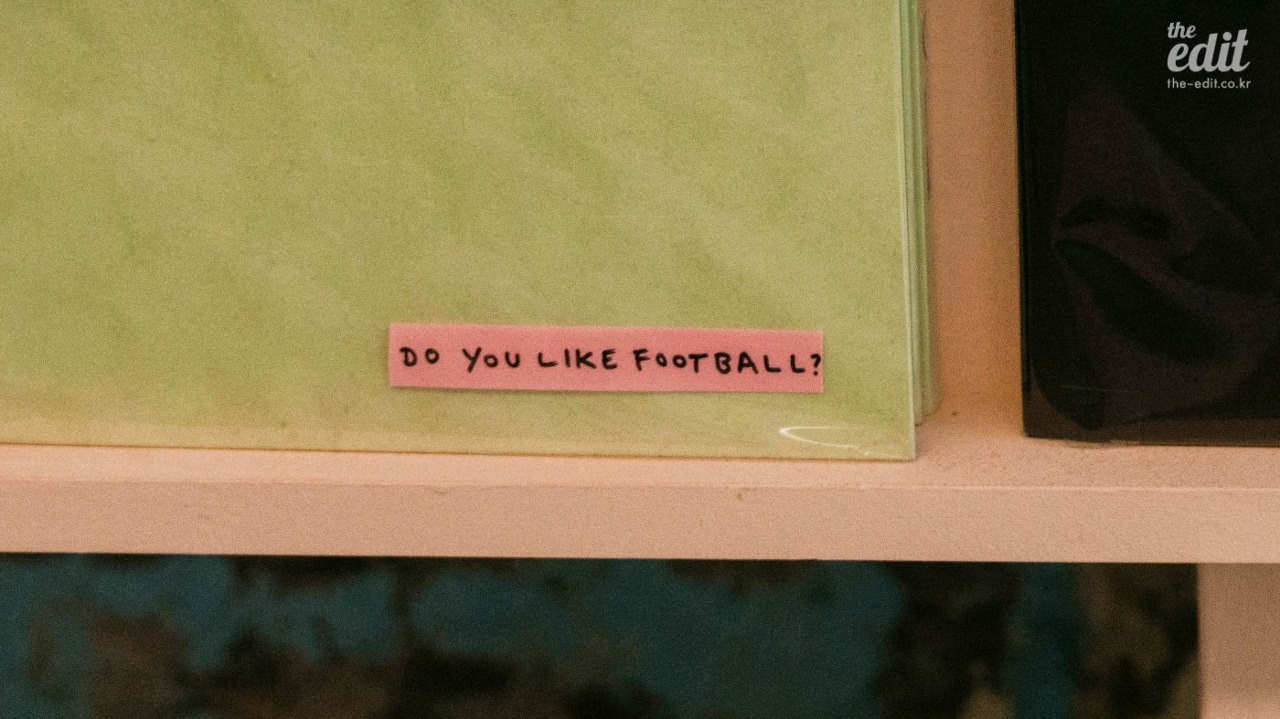 the
edit
the-edit.co.kr
DO YOU LIKE FOOTBALL?